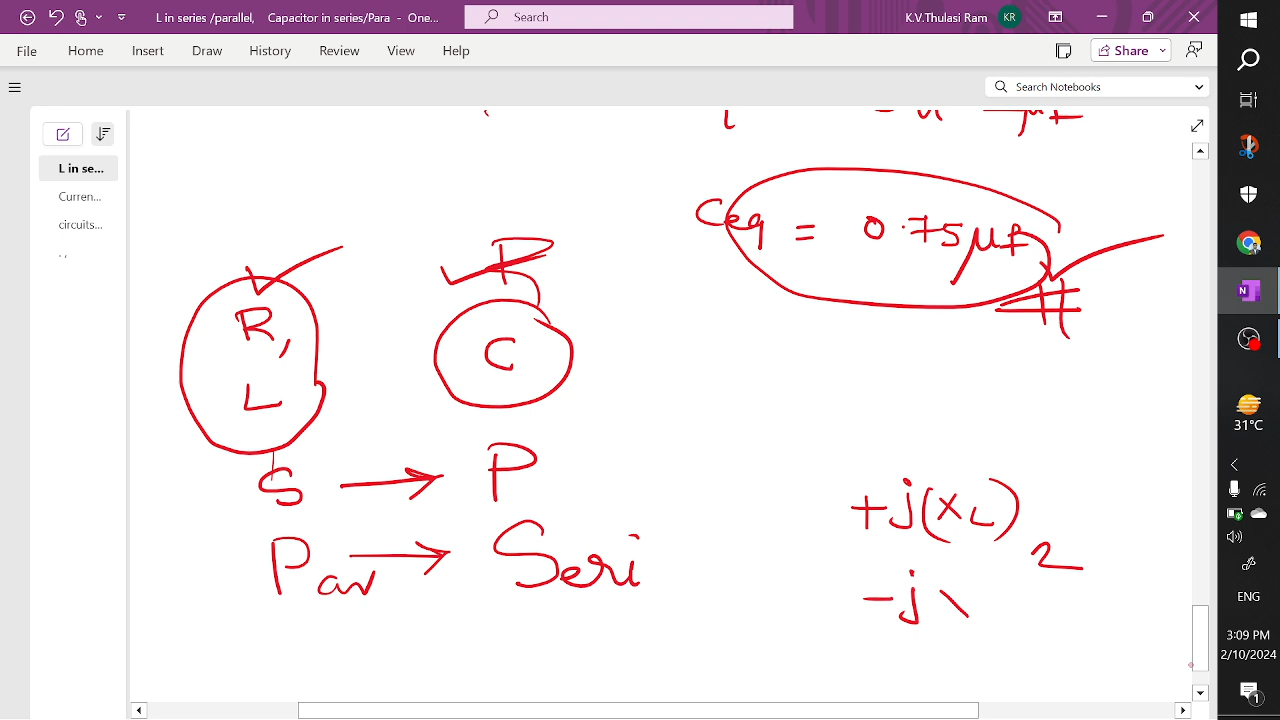 L in series /parallel, Capacitor in series/Para - One...
Search
K.V.Thulasi Ram
KR
File Home Insert Draw History Review View Help
Share
Search Notebooks
L in se...
Curren...
circuits...
Ceq = 0.75μF
P
R,
L
C
S → P
Par → Seri
+j(XL)
2
-j
31°C
ENG
3:09 PM
2/10/2024
1